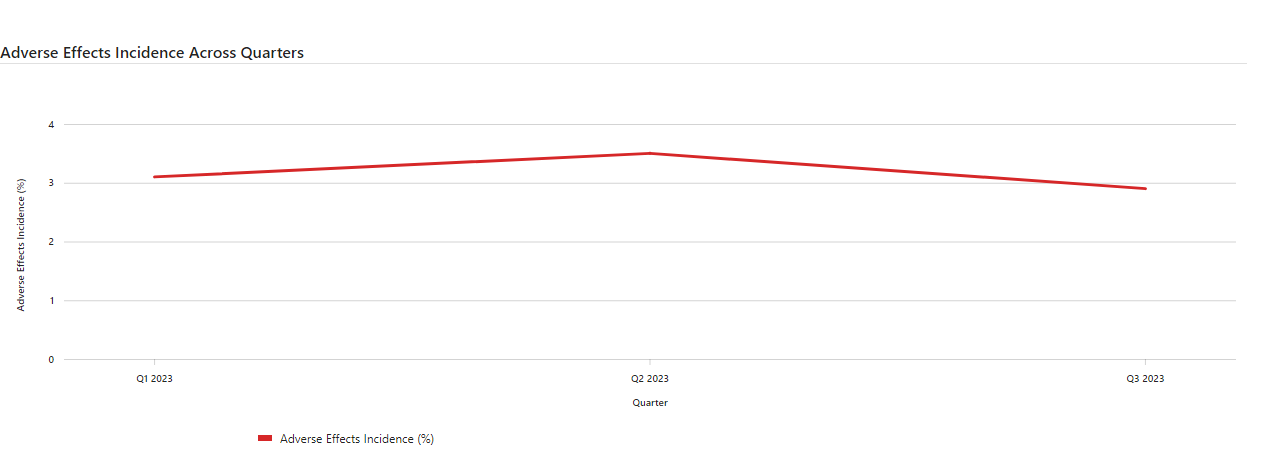 Adverse Effects Incidence Across Quarters
4
3
2
1
0
Adverse Effects Incidence (%)
Q1 2023 Q2 2023 Q3 2023
Quarter
Adverse Effects Incidence (%)